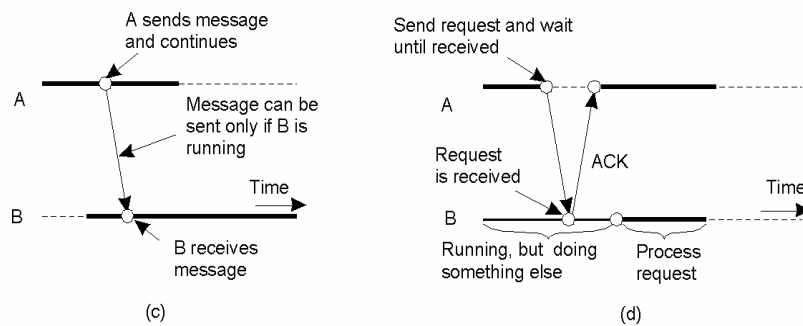 A sends message
and continues
A
Message can be
sent only if B is
running
Time
B
B receives
message
(c)
Send request and wait
until received
A
Request
is received
ACK
Time
B
Running, but doing
something else
Process
request
(d)